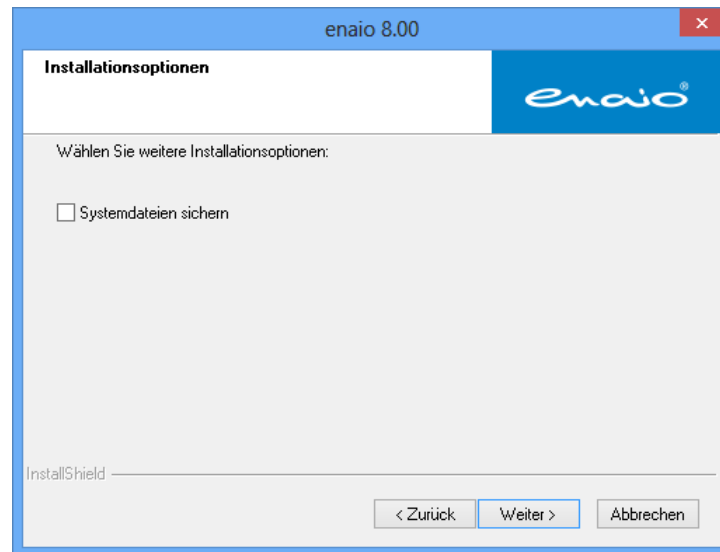 enaio 8.00
Installationsoptionen
enaio®
Wählen Sie weitere Installationsoptionen:
Systemdateien sichern
InstallShield
< Zurück Weiter > Abbrechen